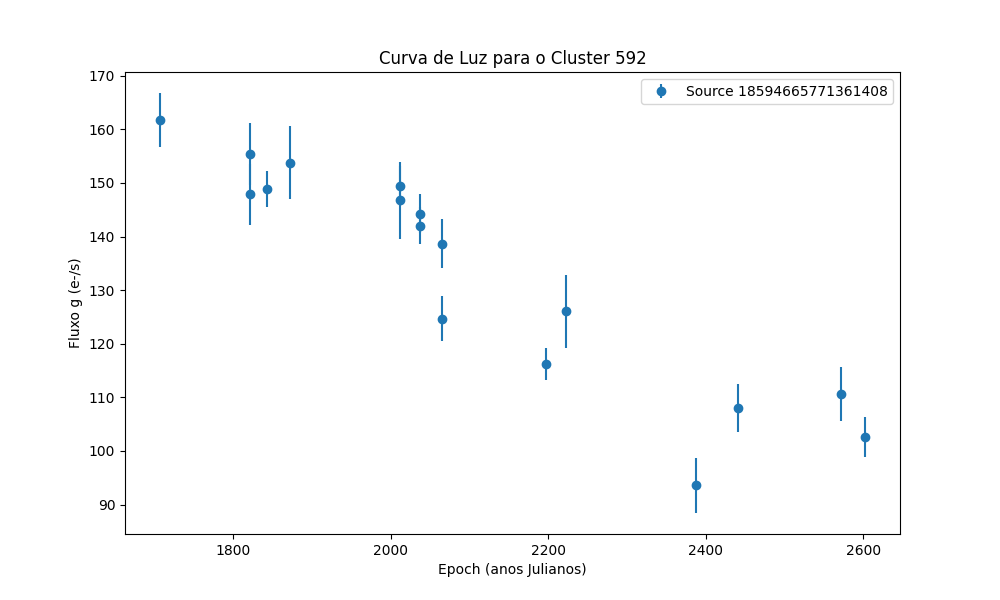 Curva de Luz para o Cluster 592
Source 18594665771361408
170
160
150
140
130
120
110
100
90
Fluxo g (e-/s)
1800 2000 2200 2400 2600
Epoch (anos Julianos)